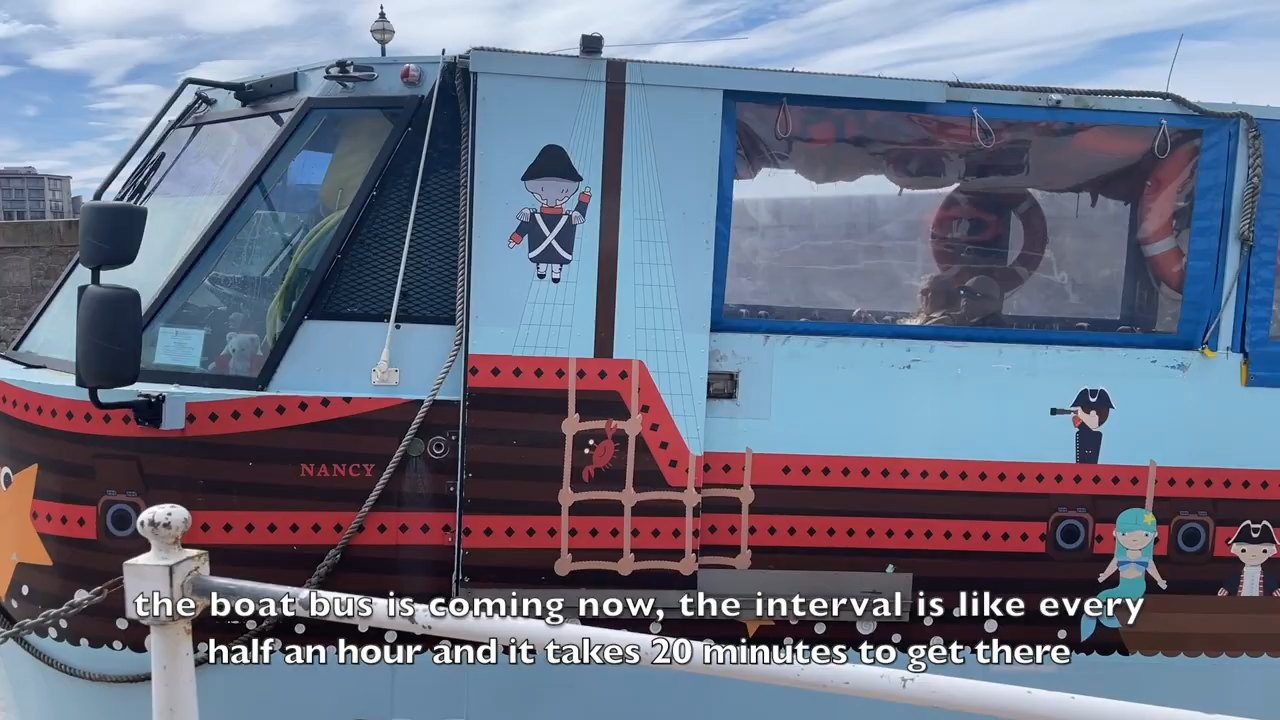 NANCY
the boat bus is coming now, the interval is like every
half an hour and it takes 20 minutes to get there